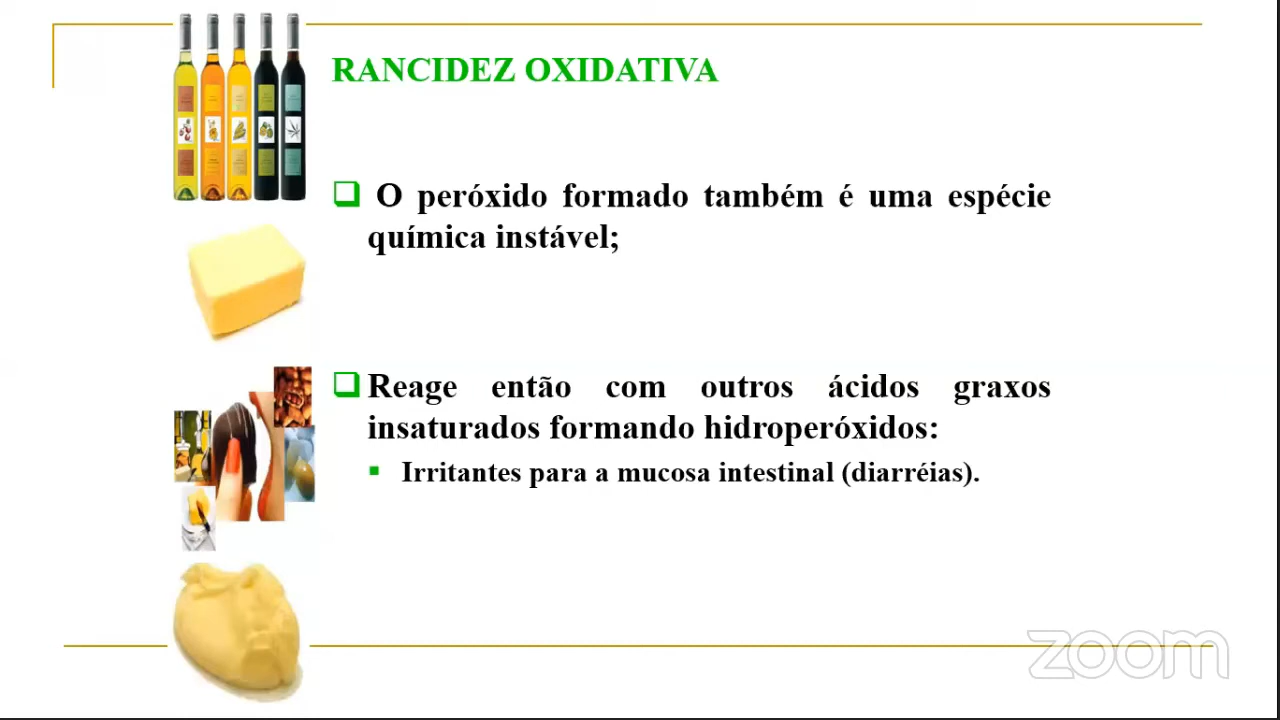 RANCIDEZ OXIDATIVA
O peróxido formado também é uma espécie
química instável;
Reage então com outros ácidos graxos
insaturados formando hidroperóxidos:
Irritantes para a mucosa intestinal (diarréias).
zoom